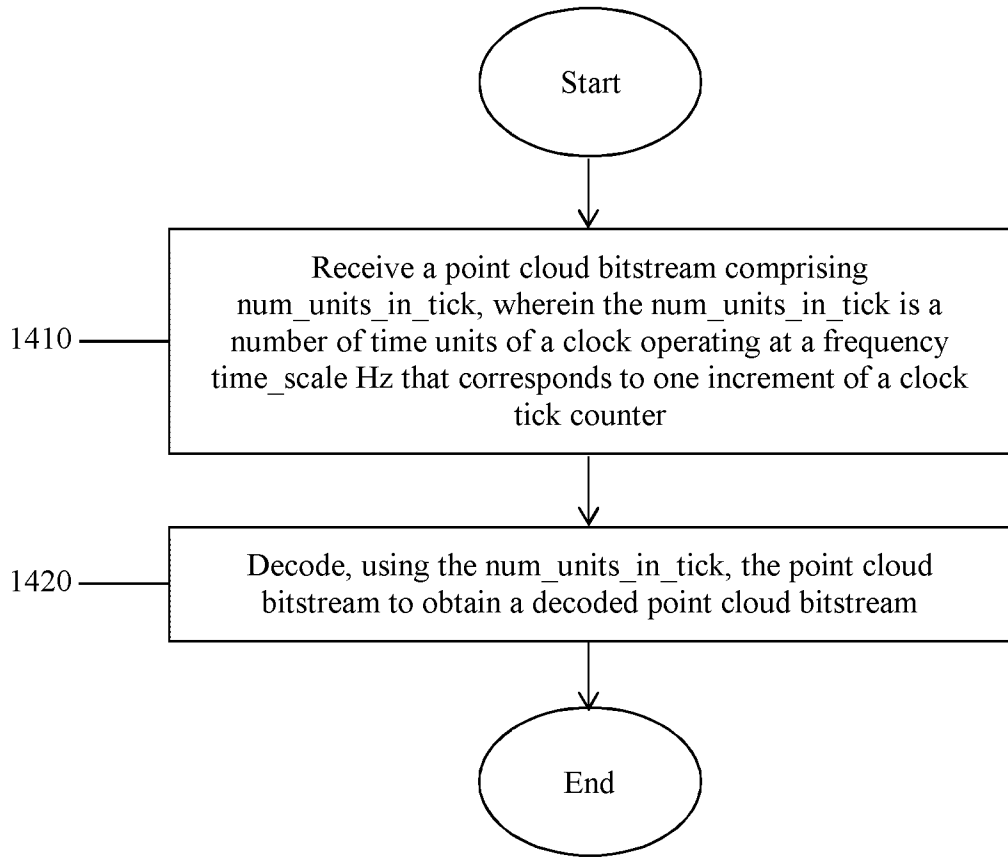 Start
Receive a point cloud bitstream comprising
num_units_in_tick, wherein the num_units_in_tick is a
1410
number of time units of a clock operating at a frequency
time_scale Hz that corresponds to one increment of a clock
tick counter
1420
Decode, using the num_units_in_tick, the point cloud
bitstream to obtain a decoded point cloud bitstream
End